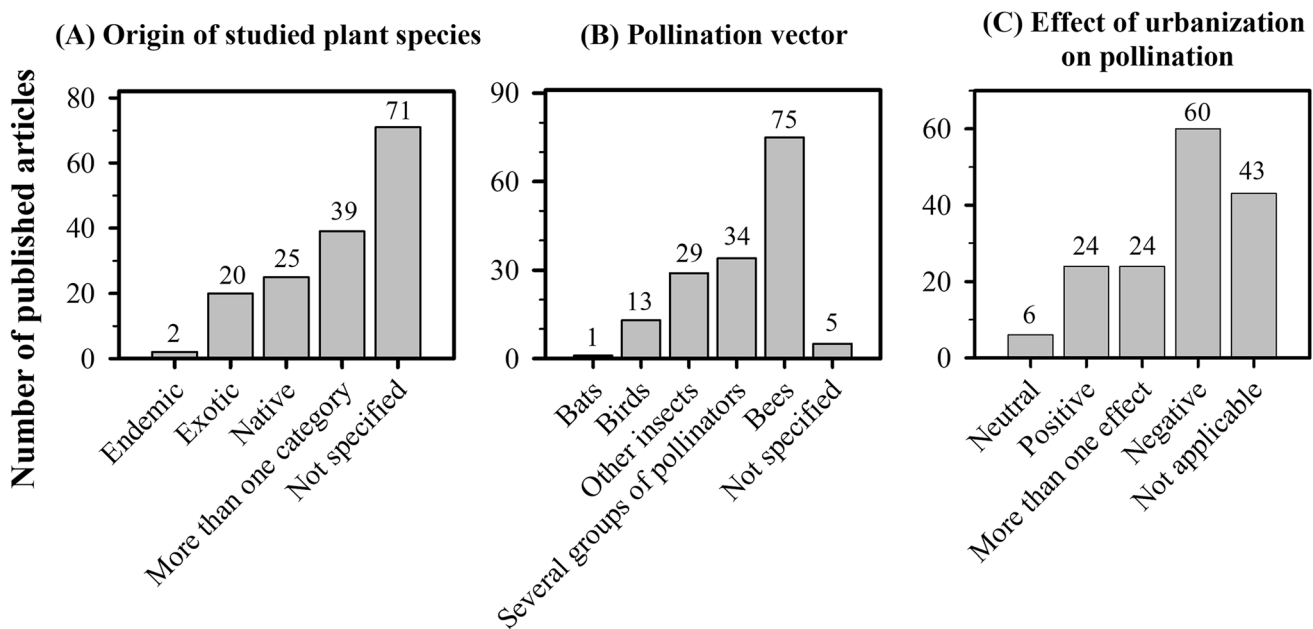 (A) Origin of studied plant species
(B) Pollination vector
(C) Effect of urbanization
on pollination
Number of published articles
80
60
40
20
0
2
20
25
39
71
Endemic
Exotic
Native
More than one category
Not specified
90
60
30
0
1
13
29
34
75
5
Bats
Birds
Other insects
Several groups of pollinators
Bees
Not specified
60
40
20
0
6
24
24
60
43
Neutral
Positive
More than one effect
Negative
Not applicable